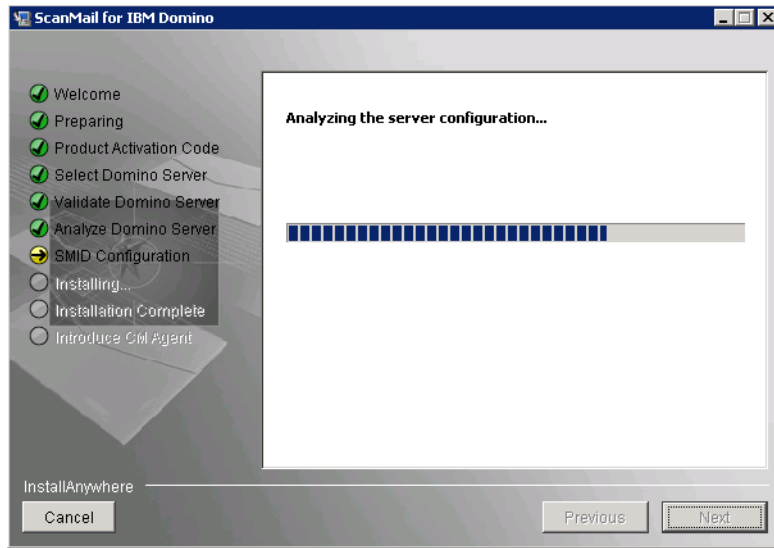 ScanMail for IBM Domino
Welcome
Preparing
Product Activation Code
Select Domino Server
Validate Domino Server
Analyze Domino Server
SMID Configuration
Installing...
Installation Complete
Introduce CM Agent
Analyzing the server configuration...
InstallAnywhere
Cancel
Previous
Next